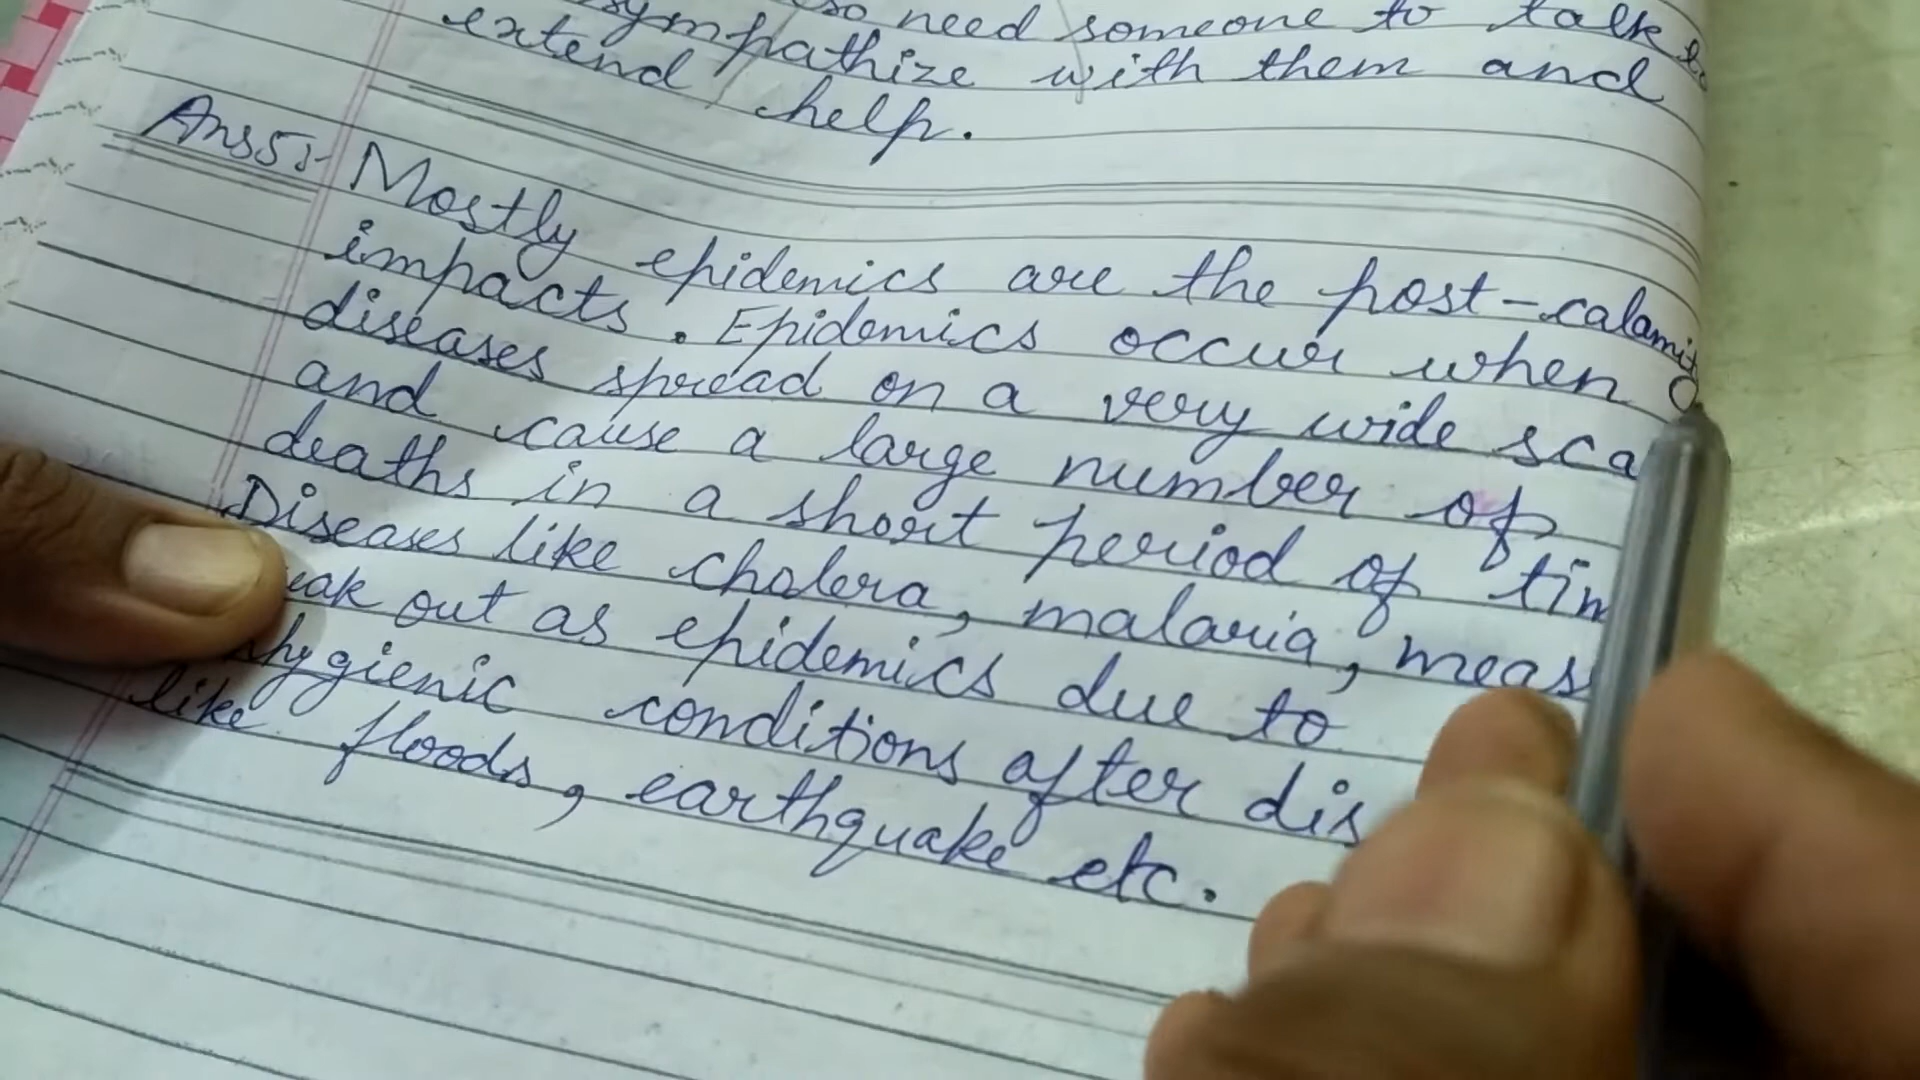 so need someone to talk
sympathize with them and
extend help.
Ans5:- Mostly epidemics are the post-calamity
impacts. Epidemics occur when
diseases spread on a very wide sca
and cause a large number of
deaths in a short period of tim
Diseases like cholera, malaria, meas
eak out as epidemics due to
hygienic conditions after dis
like floods, earthquake etc.